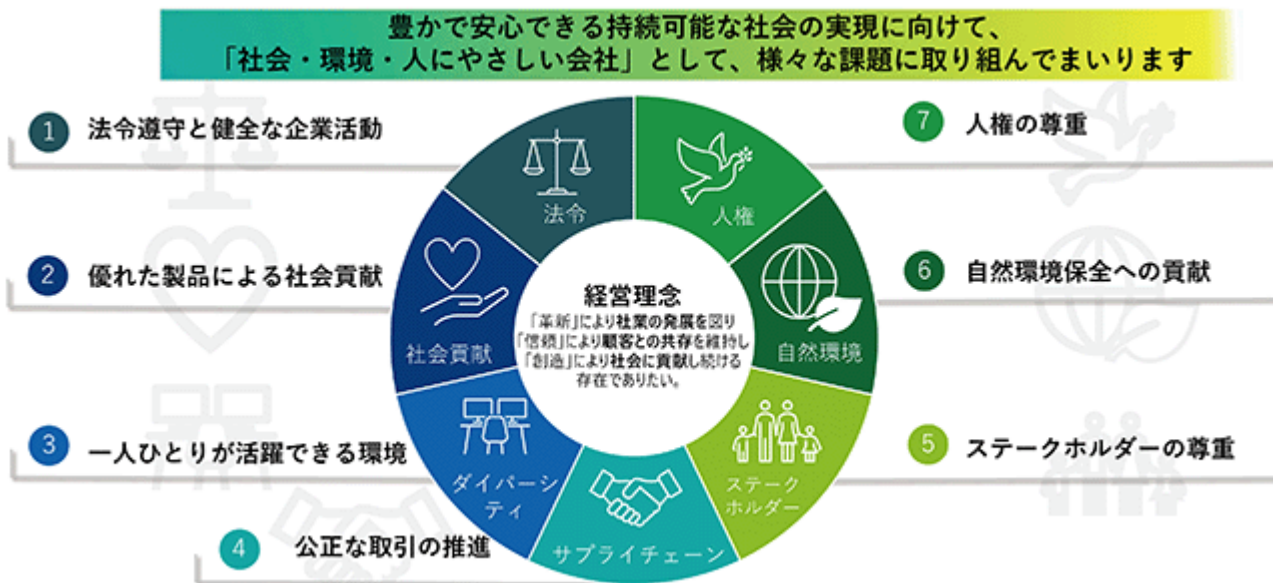 豊かで安心できる持続可能な社会の実現に向けて、
「社会・環境・人にやさしい会社」として、様々な課題に取り組んでまいります
1 法令遵守と健全な企業活動
2 優れた製品による社会貢献
3 一人ひとりが活躍できる環境
4 公正な取引の推進
5 ステークホルダーの尊重
6 自然環境保全への貢献
7 人権の尊重
法令
人権
社会貢献
自然環境
ダイバーシ
ティ
サプライチェーン
ステーク
ホルダー
経営理念
「革新」により社業の発展を図り
「信頼」により顧客との共存を維持し
「創造」により社会に貢献し続ける
存在でありたい。